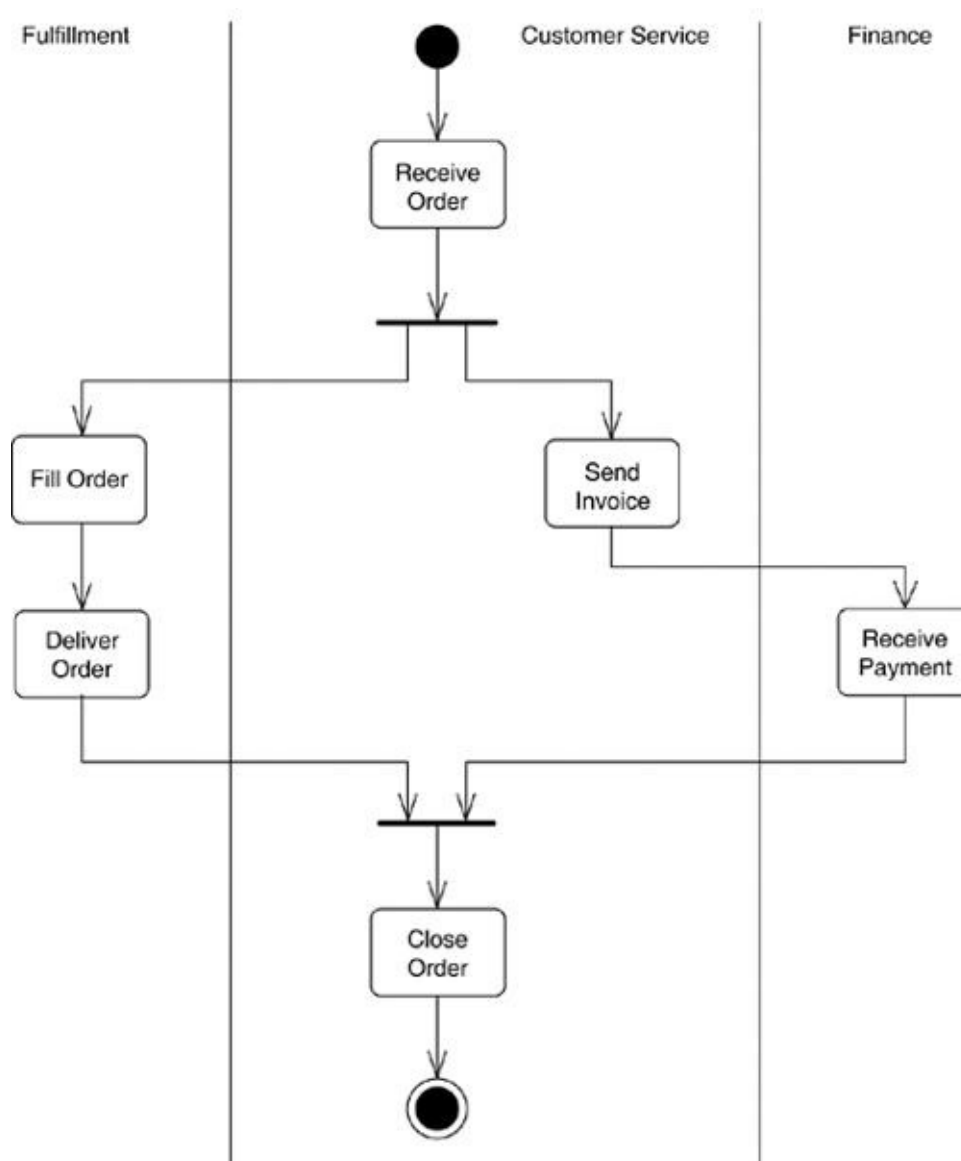 Fulfillment
Customer Service
Finance
Receive
Order
Fill Order
Send
Invoice
Deliver
Order
Receive
Payment
Close
Order